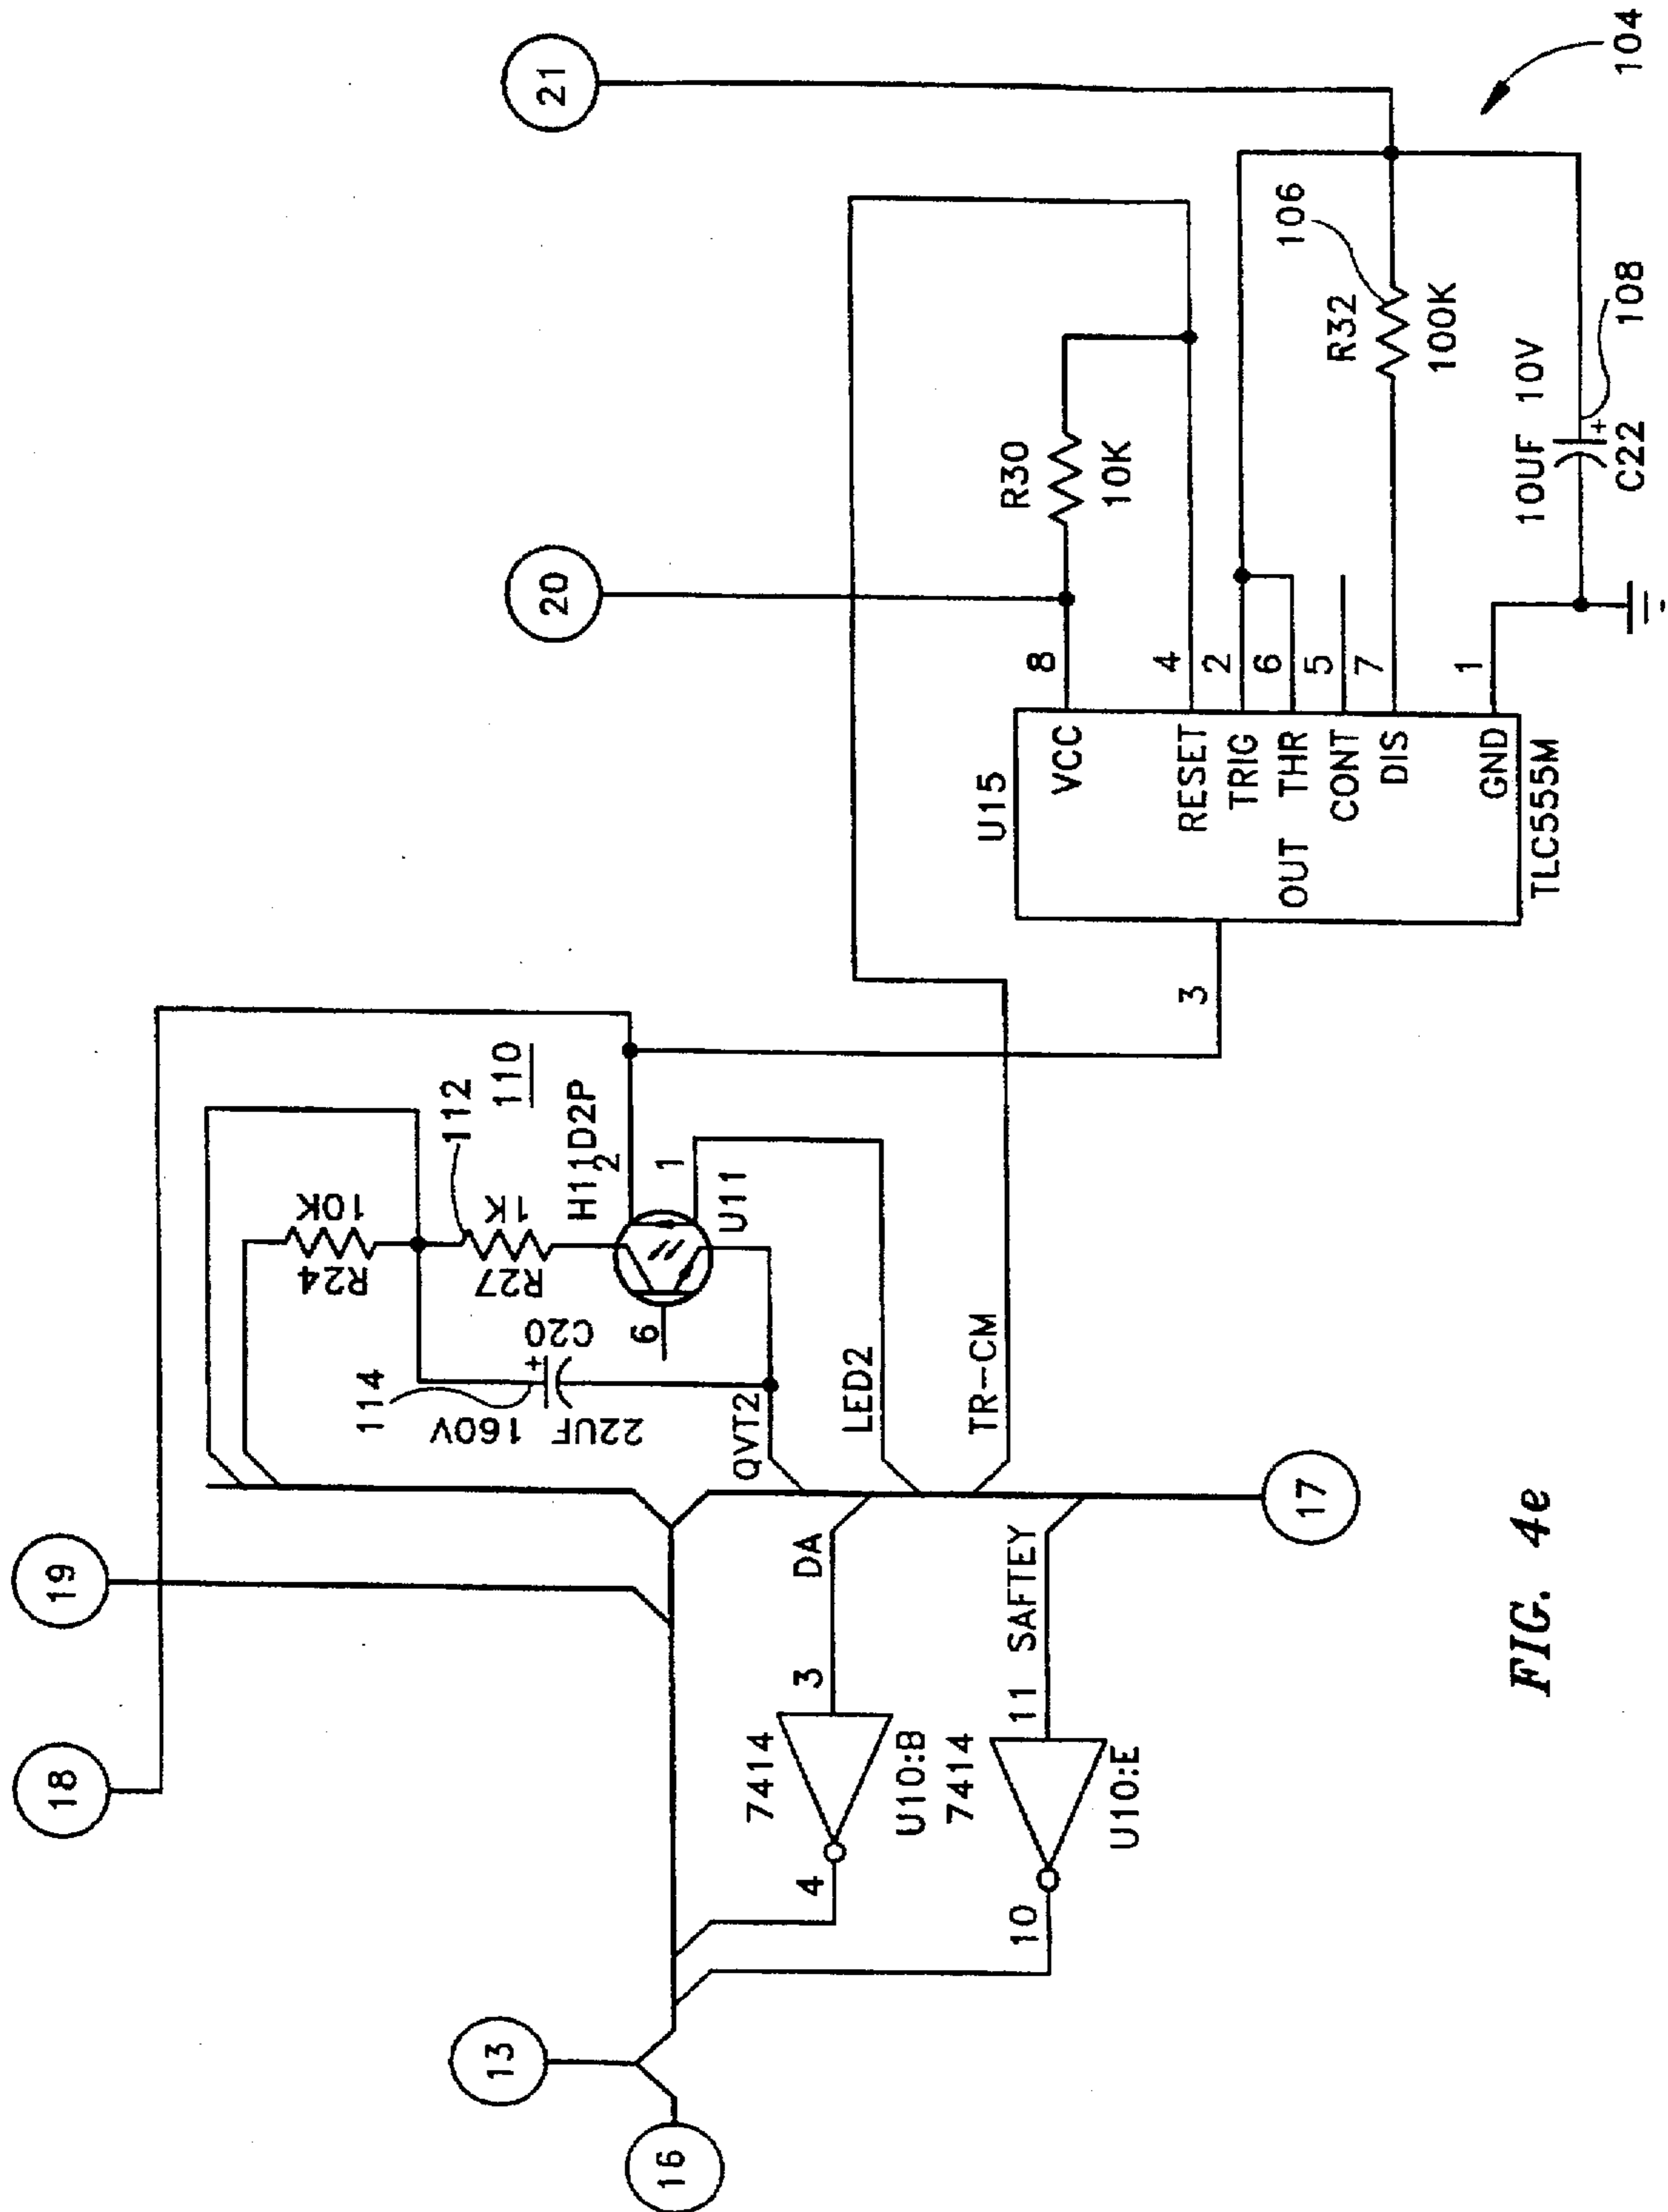 18
19
13
16
17
20
21
R24
10K
112
110
114
22UF 160V
C20
R27
1K
H11D2P
6
2
1
U11
QVT2
LED2
TR-CM
DA
7414
4
3
U10:B
11 SAFTEY
7414
10
U10:E
U15
VCC
RESET
TRIG
OUT THR
CONT
DIS
GND
TLC555M
3
8
4
2
6
5
7
1
R30
10K
106
R32
100K
10UF 10V
+
C22
108
104
+
FIG. 4e